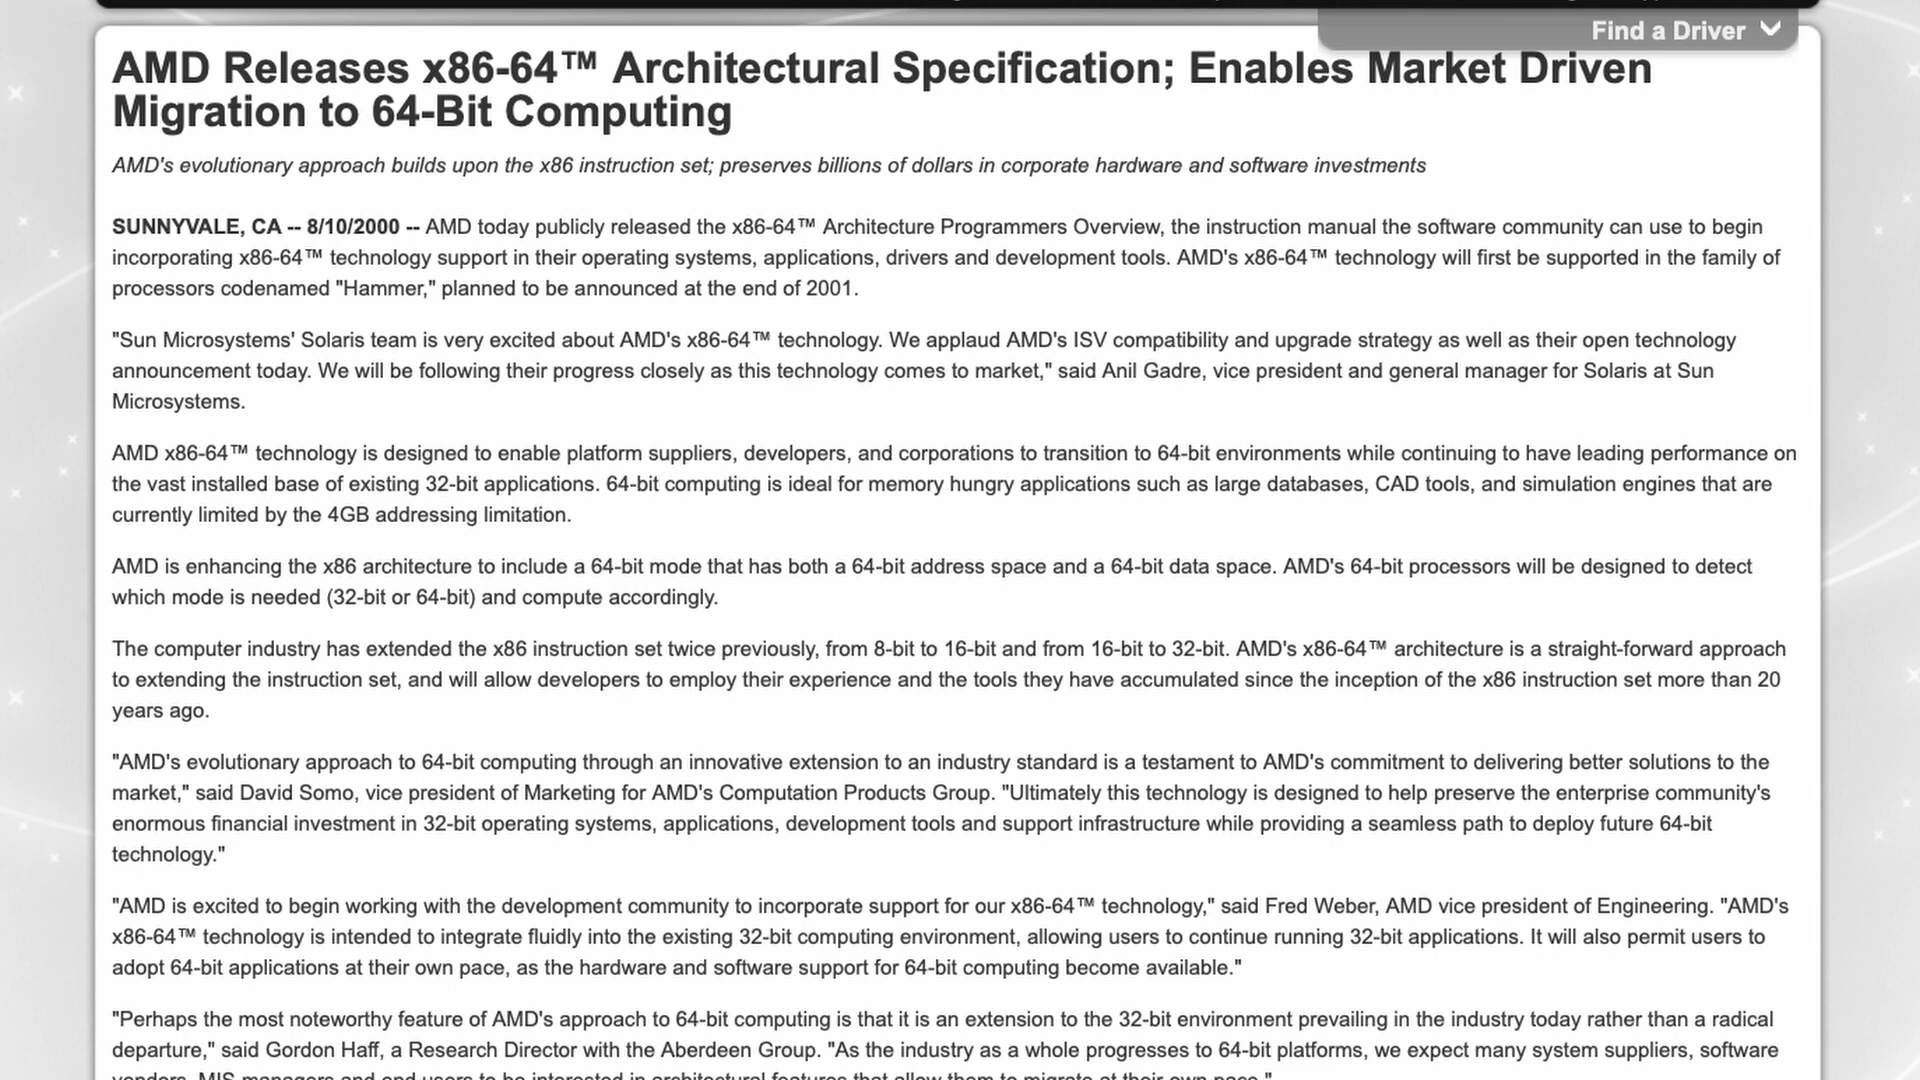 Find a Driver
AMD Releases x86-64™ Architectural Specification; Enables Market Driven
Migration to 64-Bit Computing
AMD's evolutionary approach builds upon the x86 instruction set; preserves billions of dollars in corporate hardware and software investments
SUNNYVALE, CA -- 8/10/2000 -- AMD today publicly released the x86-64™ Architecture Programmers Overview, the instruction manual the software community can use to begin
incorporating x86-64™ technology support in their operating systems, applications, drivers and development tools. AMD's x86-64™ technology will first be supported in the family of
processors codenamed "Hammer," planned to be announced at the end of 2001.
"Sun Microsystems' Solaris team is very excited about AMD's x86-64™ technology. We applaud AMD's ISV compatibility and upgrade strategy as well as their open technology
announcement today. We will be following their progress closely as this technology comes to market," said Anil Gadre, vice president and general manager for Solaris at Sun
Microsystems.
AMD x86-64™ technology is designed to enable platform suppliers, developers, and corporations to transition to 64-bit environments while continuing to have leading performance on
the vast installed base of existing 32-bit applications. 64-bit computing is ideal for memory hungry applications such as large databases, CAD tools, and simulation engines that are
currently limited by the 4GB addressing limitation.
AMD is enhancing the x86 architecture to include a 64-bit mode that has both a 64-bit address space and a 64-bit data space. AMD's 64-bit processors will be designed to detect
which mode is needed (32-bit or 64-bit) and compute accordingly.
The computer industry has extended the x86 instruction set twice previously, from 8-bit to 16-bit and from 16-bit to 32-bit. AMD's x86-64™ architecture is a straight-forward approach
to extending the instruction set, and will allow developers to employ their experience and the tools they have accumulated since the inception of the x86 instruction set more than 20
years ago.
"AMD's evolutionary approach to 64-bit computing through an innovative extension to an industry standard is a testament to AMD's commitment to delivering better solutions to the
market," said David Somo, vice president of Marketing for AMD's Computation Products Group. "Ultimately this technology is designed to help preserve the enterprise community's
enormous financial investment in 32-bit operating systems, applications, development tools and support infrastructure while providing a seamless path to deploy future 64-bit
technology."
"AMD is excited to begin working with the development community to incorporate support for our x86-64™ technology," said Fred Weber, AMD vice president of Engineering. "AMD's
x86-64™ technology is intended to integrate fluidly into the existing 32-bit computing environment, allowing users to continue running 32-bit applications. It will also permit users to
adopt 64-bit applications at their own pace, as the hardware and software support for 64-bit computing become available."
"Perhaps the most noteworthy feature of AMD's approach to 64-bit computing is that it is an extension to the 32-bit environment prevailing in the industry today rather than a radical
departure," said Gordon Haff, a Research Director with the Aberdeen Group. "As the industry as a whole progresses to 64-bit platforms, we expect many system suppliers, software
vendors, MIS managers and end users to be interested in architectural features that allow them to migrate at their own pace."